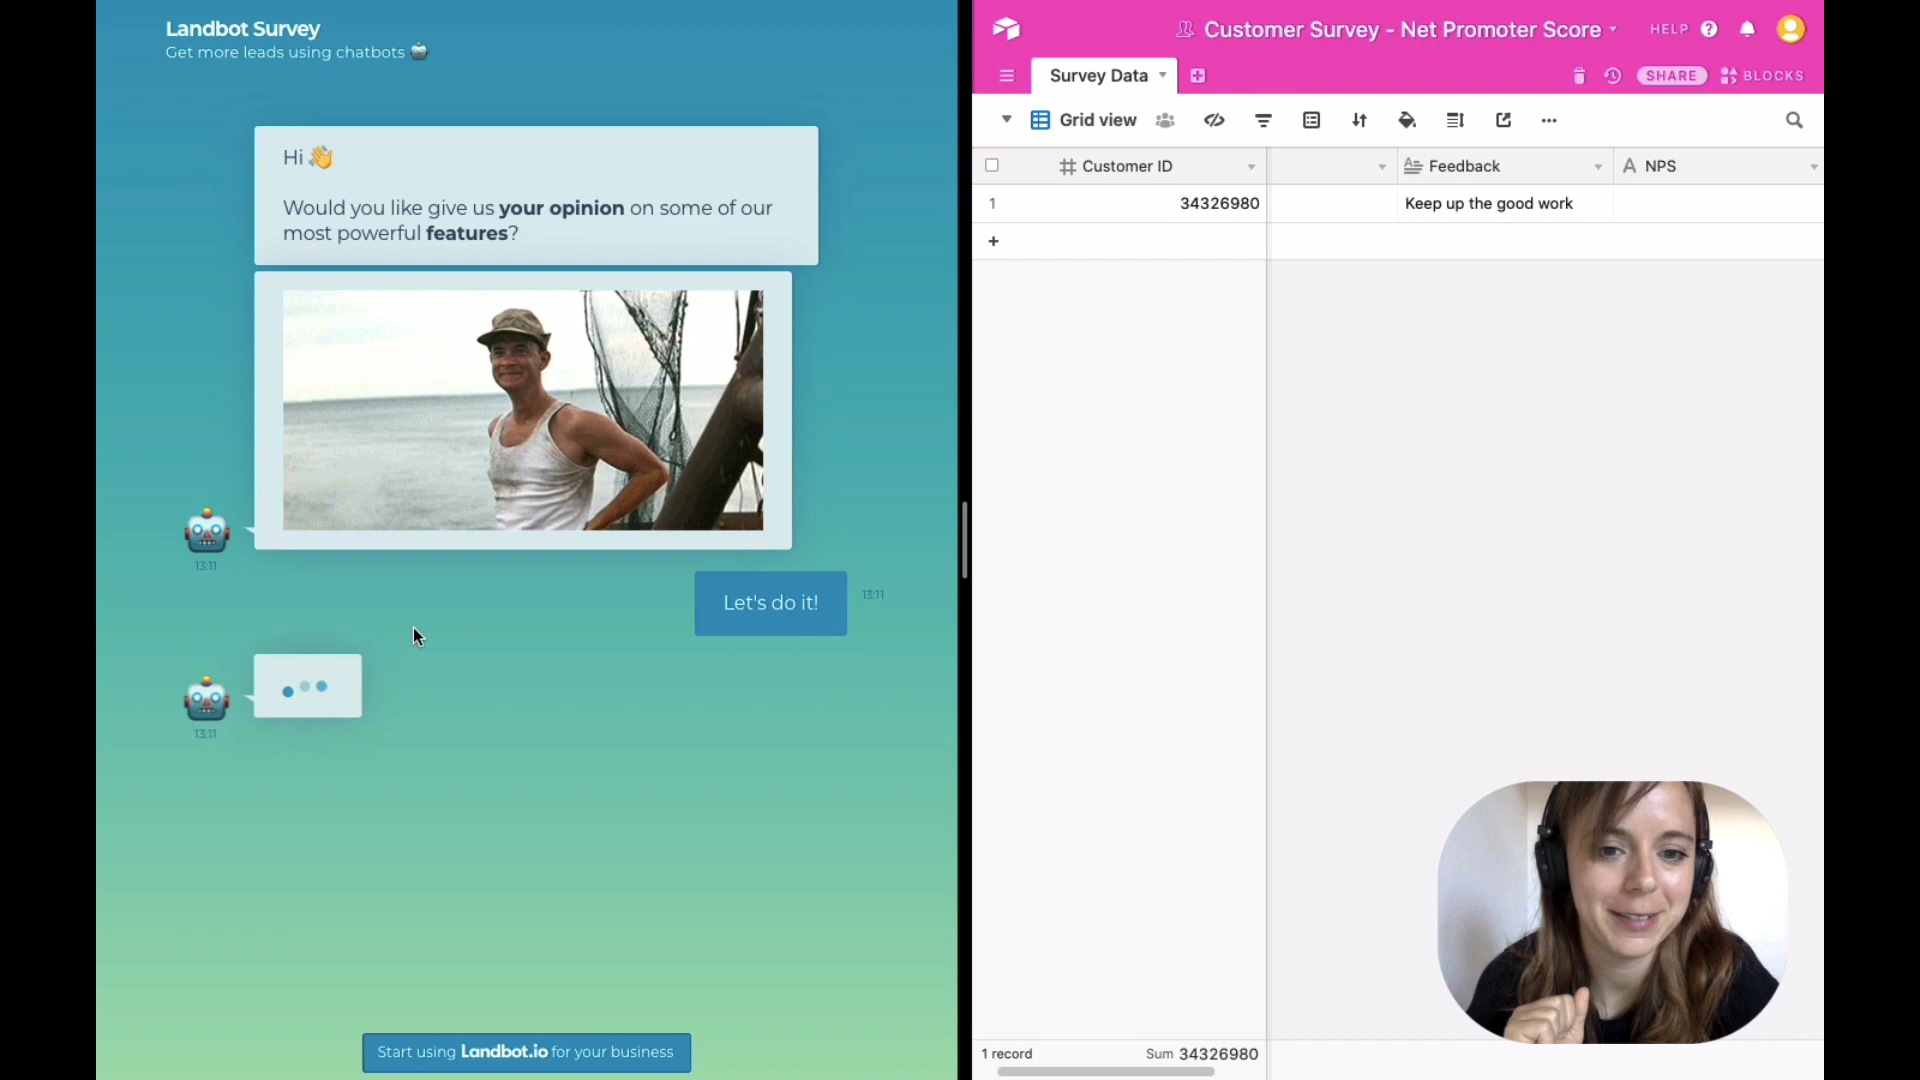 Landbot Survey
Get more leads using chatbots 🤖
Hi 👋
Would you like give us your opinion on some of our
most powerful features?
13:11
Let's do it!
13:11
13:11
Start using Landbot.io for your business
Customer Survey - Net Promoter Score
HELP
Survey Data
SHARE
BLOCKS
Grid view
Customer ID
Feedback
NPS
1
34326980
Keep up the good work
+
1 record
Sum 34326980